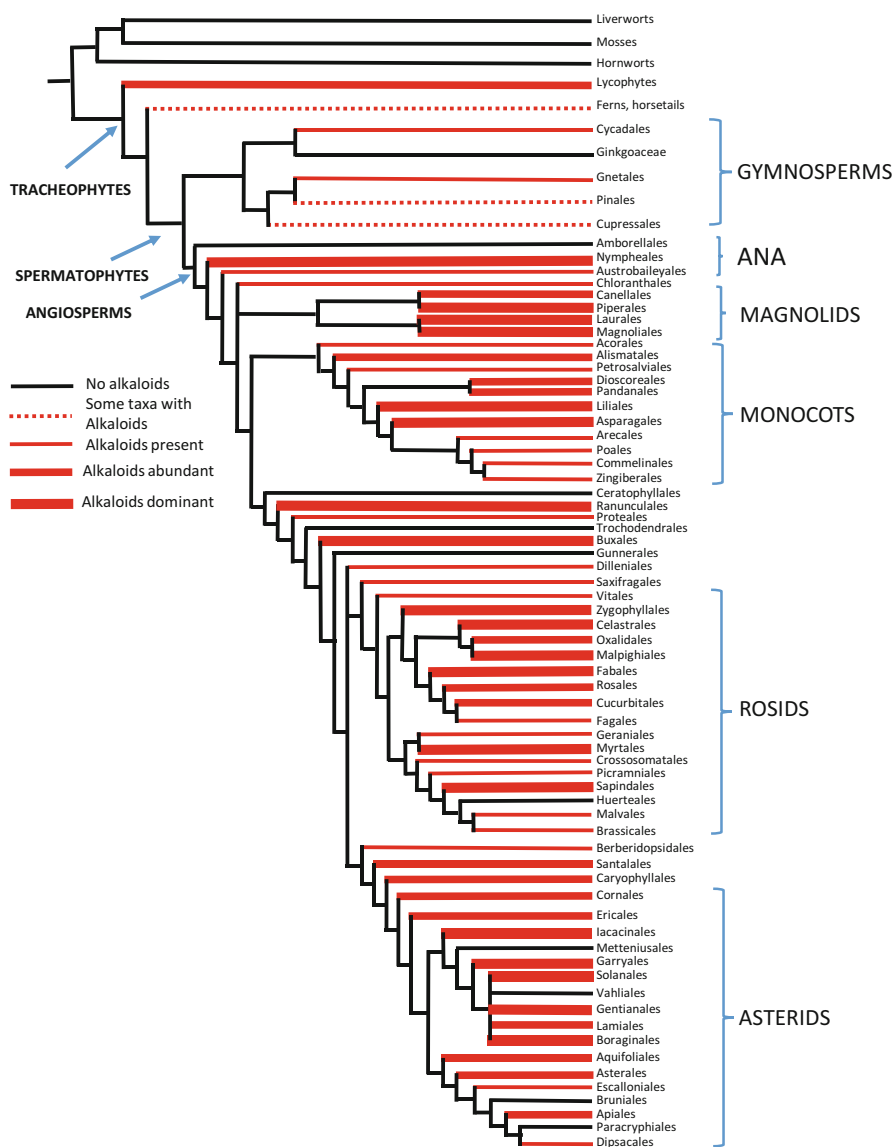 Liverworts
Mosses
Hornworts
Lycophytes
Ferns, horsetails
Cycadales
Ginkgoaceae
Gnetales
Pinales
Cupressales
GYMNOSPERMS
TRACHEOPHYTES
SPERMATOPHYTES
ANGIOSPERMS
Amborellales
Nympheales
Austrobaileyales
ANA
Chloranthales
Canellales
Piperales
Laurales
Magnoliales
MAGNOLIDS
Acorales
Alismatales
Petrosalviales
Dioscoreales
Pandanales
Liliales
Asparagales
Arecales
Poales
Commelinales
Zingiberales
MONOCOTS
No alkaloids
Some taxa with
Alkaloids
Alkaloids present
Alkaloids abundant
Alkaloids dominant
Ceratophyllales
Ranunculales
Proteales
Trochodendrales
Buxales
Gunnerales
Dilleniales
Saxifragales
Vitales
Zygophyllales
Celastrales
Oxalidales
Malpighiales
Fabales
Rosales
Cucurbitales
Fagales
Geraniales
Myrtales
Crossosomatales
Picramniales
Sapindales
Huerteales
Malvales
Brassicales
ROSIDS
Berberidopsidales
Santalales
Caryophyllales
Cornales
Ericales
Iacacinales
Metteniusales
Garryales
Solanales
Vahliales
Gentianales
Lamiales
Boraginales
Aquifoliales
Asterales
Escalloniales
Bruniales
Apiales
Paracryphiales
Dipsacales
ASTERIDS